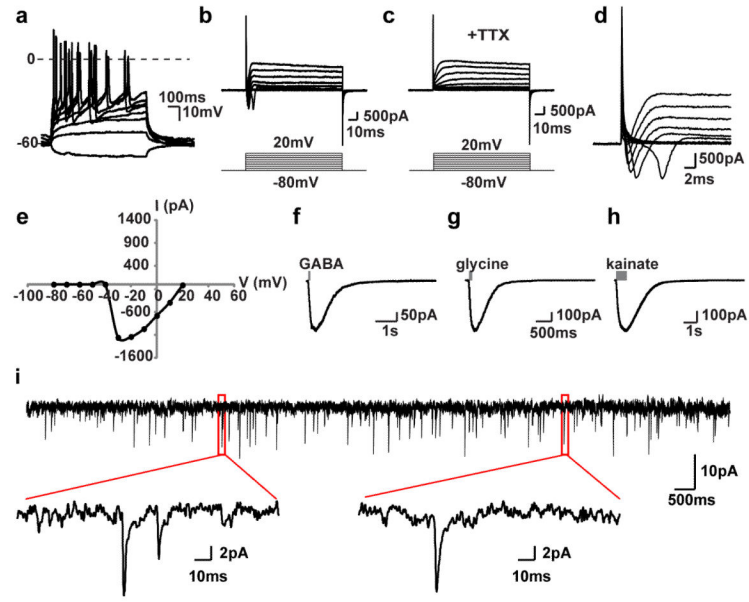 a
0
-60
100ms
10mV
b
500pA
10ms
20mV
-80mV
c
+TTX
500pA
10ms
20mV
-80mV
d
500pA
2ms
e
I (pA)
1400
900
400
V (mV)
-100 -80 -60 -40 -20 0 20 40 60
-600
-1100
-1600
f
GABA
50pA
1s
g
glycine
100pA
500ms
h
kainate
100pA
1s
i
10pA
500ms
2pA
10ms
2pA
10ms